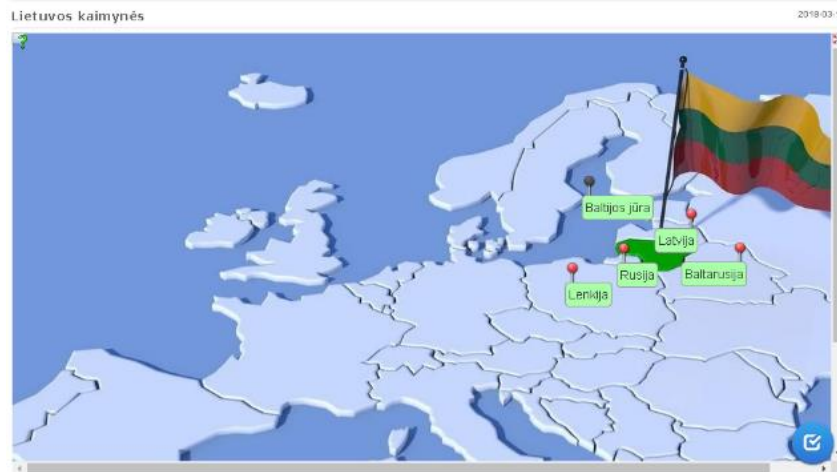 Lietuvos kaimynės
Baltijos jūra
Latvija
Rusija
Baltarusija
Lenkija